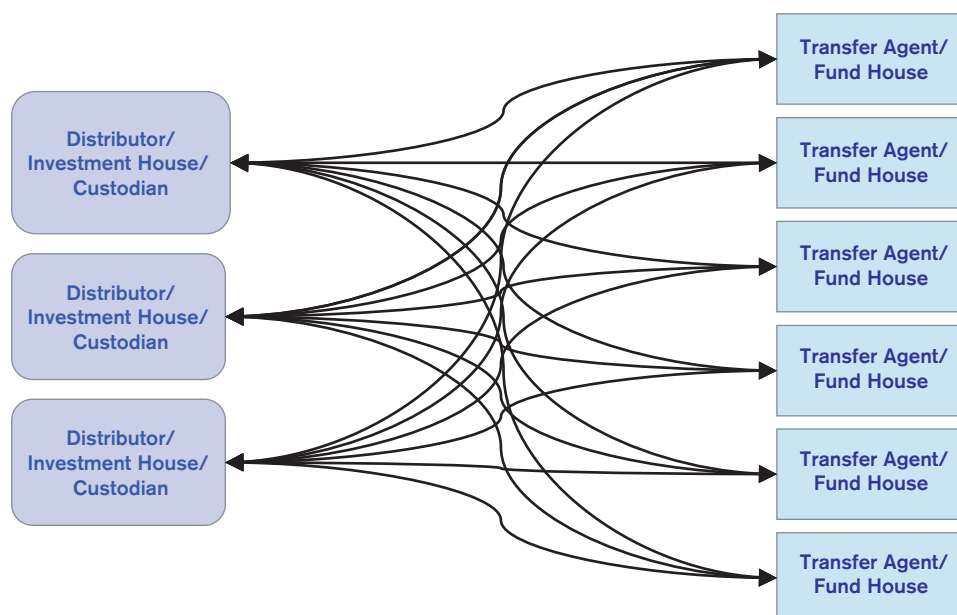 Distributor/
Investment House/
Custodian
Distributor/
Investment House/
Custodian
Distributor/
Investment House/
Custodian
Transfer Agent/
Fund House
Transfer Agent/
Fund House
Transfer Agent/
Fund House
Transfer Agent/
Fund House
Transfer Agent/
Fund House
Transfer Agent/
Fund House